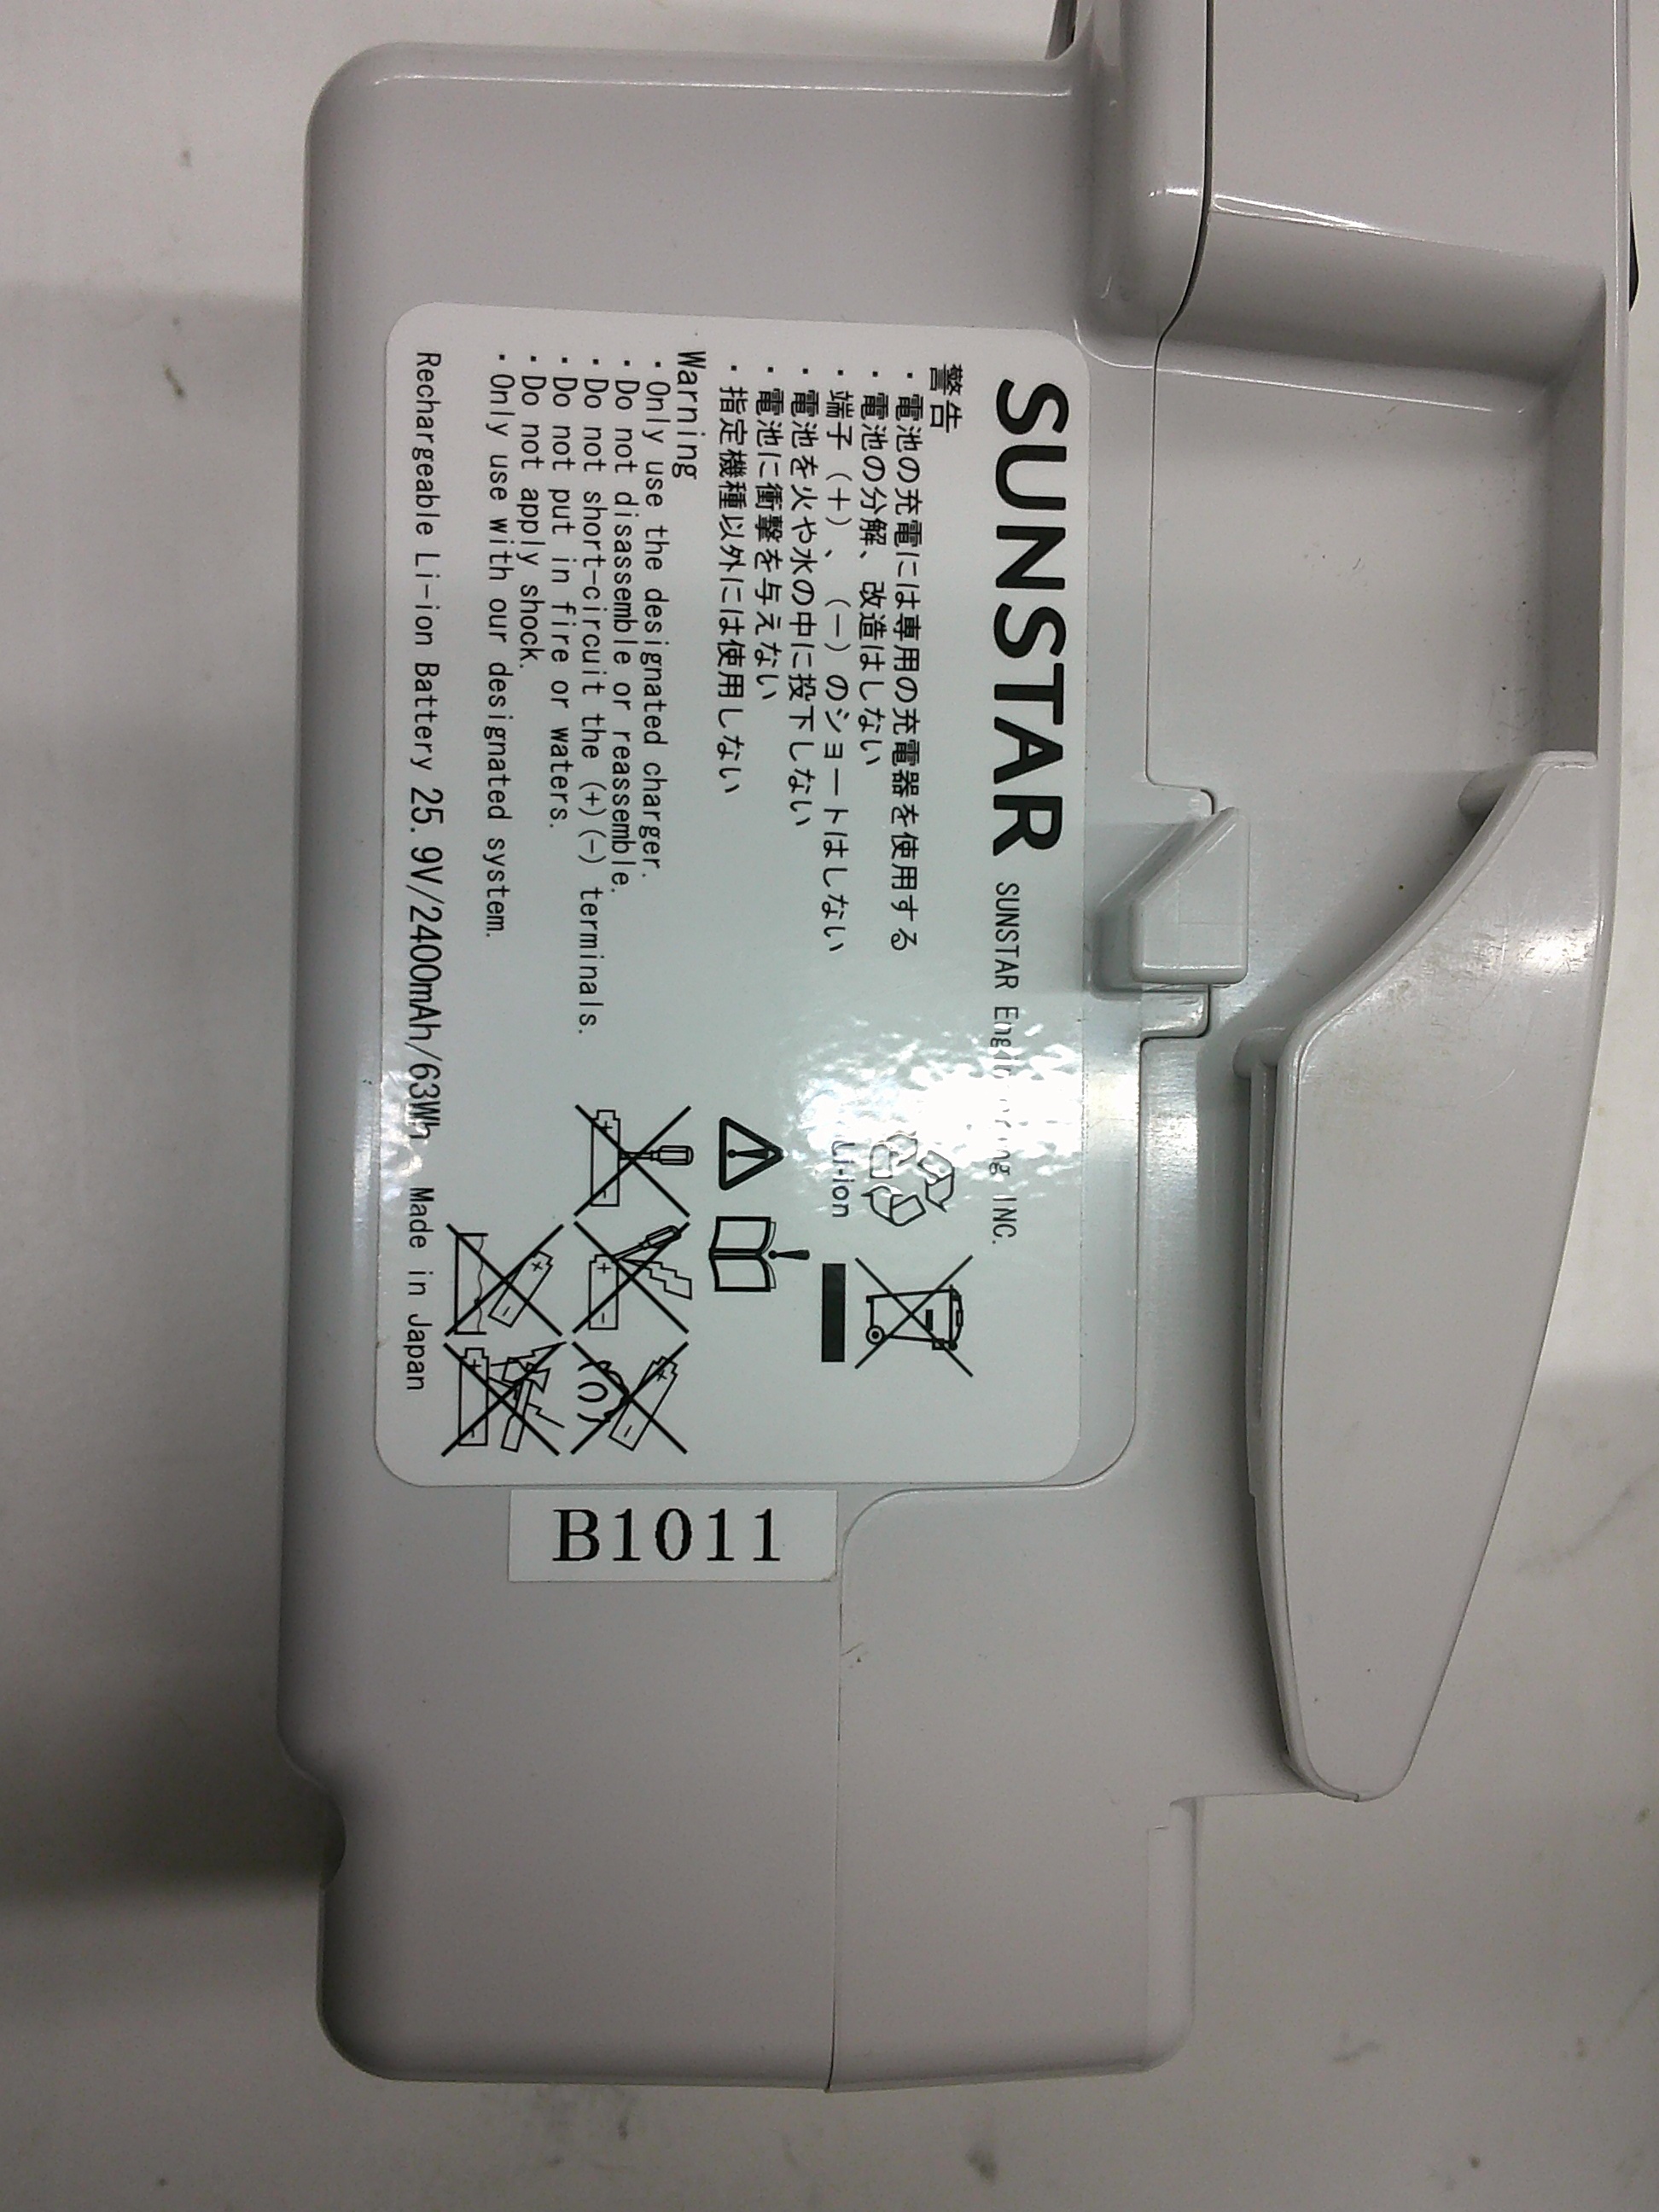 SUNSTAR SUNSTAR Engineering INC.
警告
・電池の充電には専用の充電器を使用する
・電池の分解、改造はしない
・端子（＋）、（－）のショートはしない
・電池を火や水の中に投下しない
・電池に衝撃を与えない
・指定機種以外には使用しない
Warning
・Only use the designated charger.
・Do not disassemble or reassemble.
・Do not short-circuit the (+)(-) terminals.
・Do not put in fire or waters.
・Do not apply shock.
・Only use with our designated system.
Rechargeable Li-ion Battery 25.9V/2400mAh/63Wh Made in Japan
Li-ion
B1011